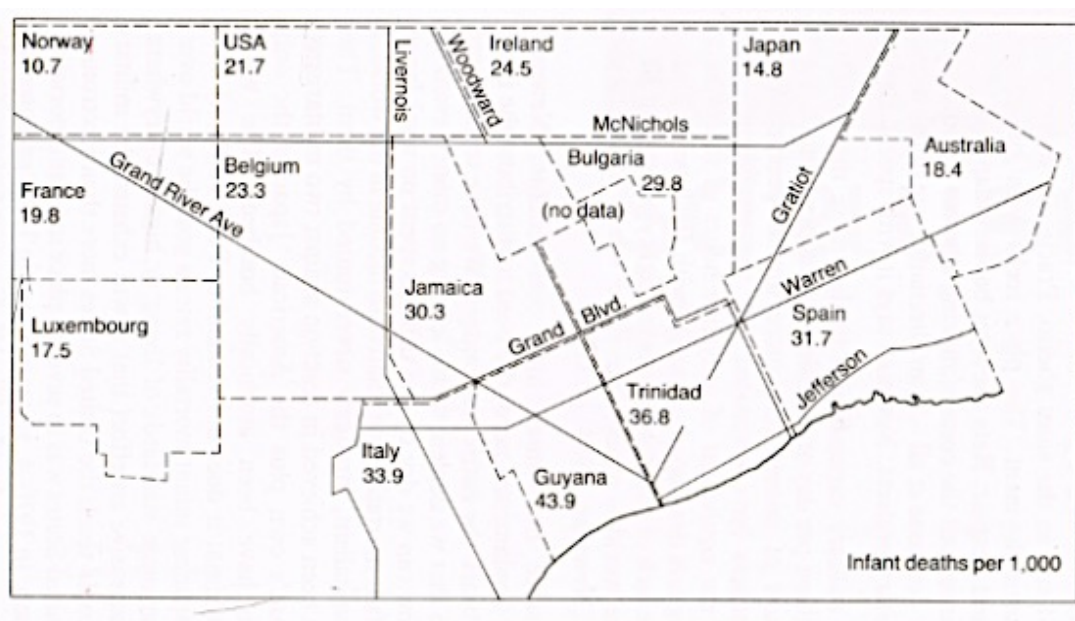 Norway
10.7
USA
21.7
Livernois
Woodward
Ireland
24.5
Japan
14.8
McNichols
France
19.8
Grand River Ave
Belgium
23.3
Bulgaria
29.8
(no data)
Gratiot
Australia
18.4
Luxembourg
17.5
Jamaica
30.3
Grand Blvd.
Warren
Spain
31.7
Jefferson
Trinidad
36.8
Italy
33.9
Guyana
43.9
Infant deaths per 1,000